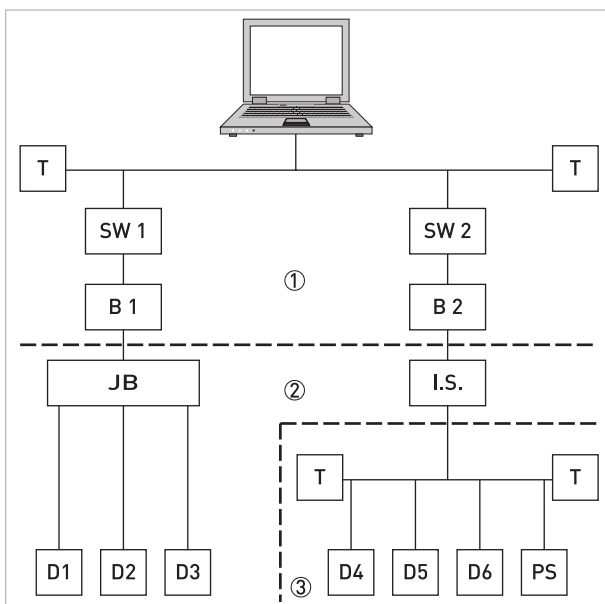 T T
SW 1 SW 2
①
B 1 B 2
JB I.S.
②
T T
D1 D2 D3 D4 D5 D6 PS
③